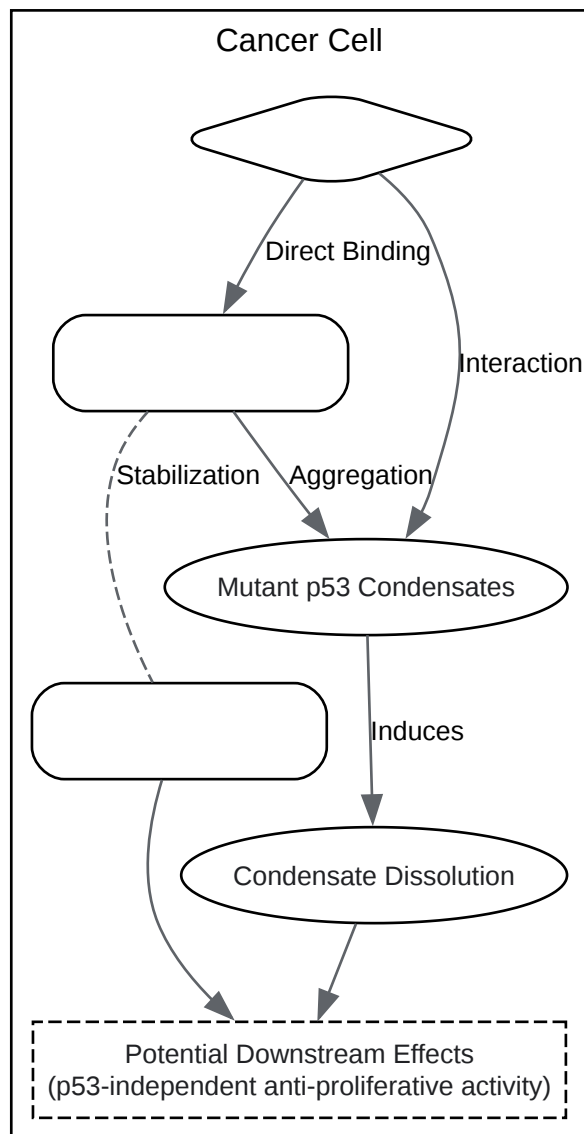 Cancer Cell
Direct Binding
Interaction
Stabilization
Aggregation
Mutant p53 Condensates
Induces
Condensate Dissolution
Potential Downstream Effects
(p53-independent anti-proliferative activity)